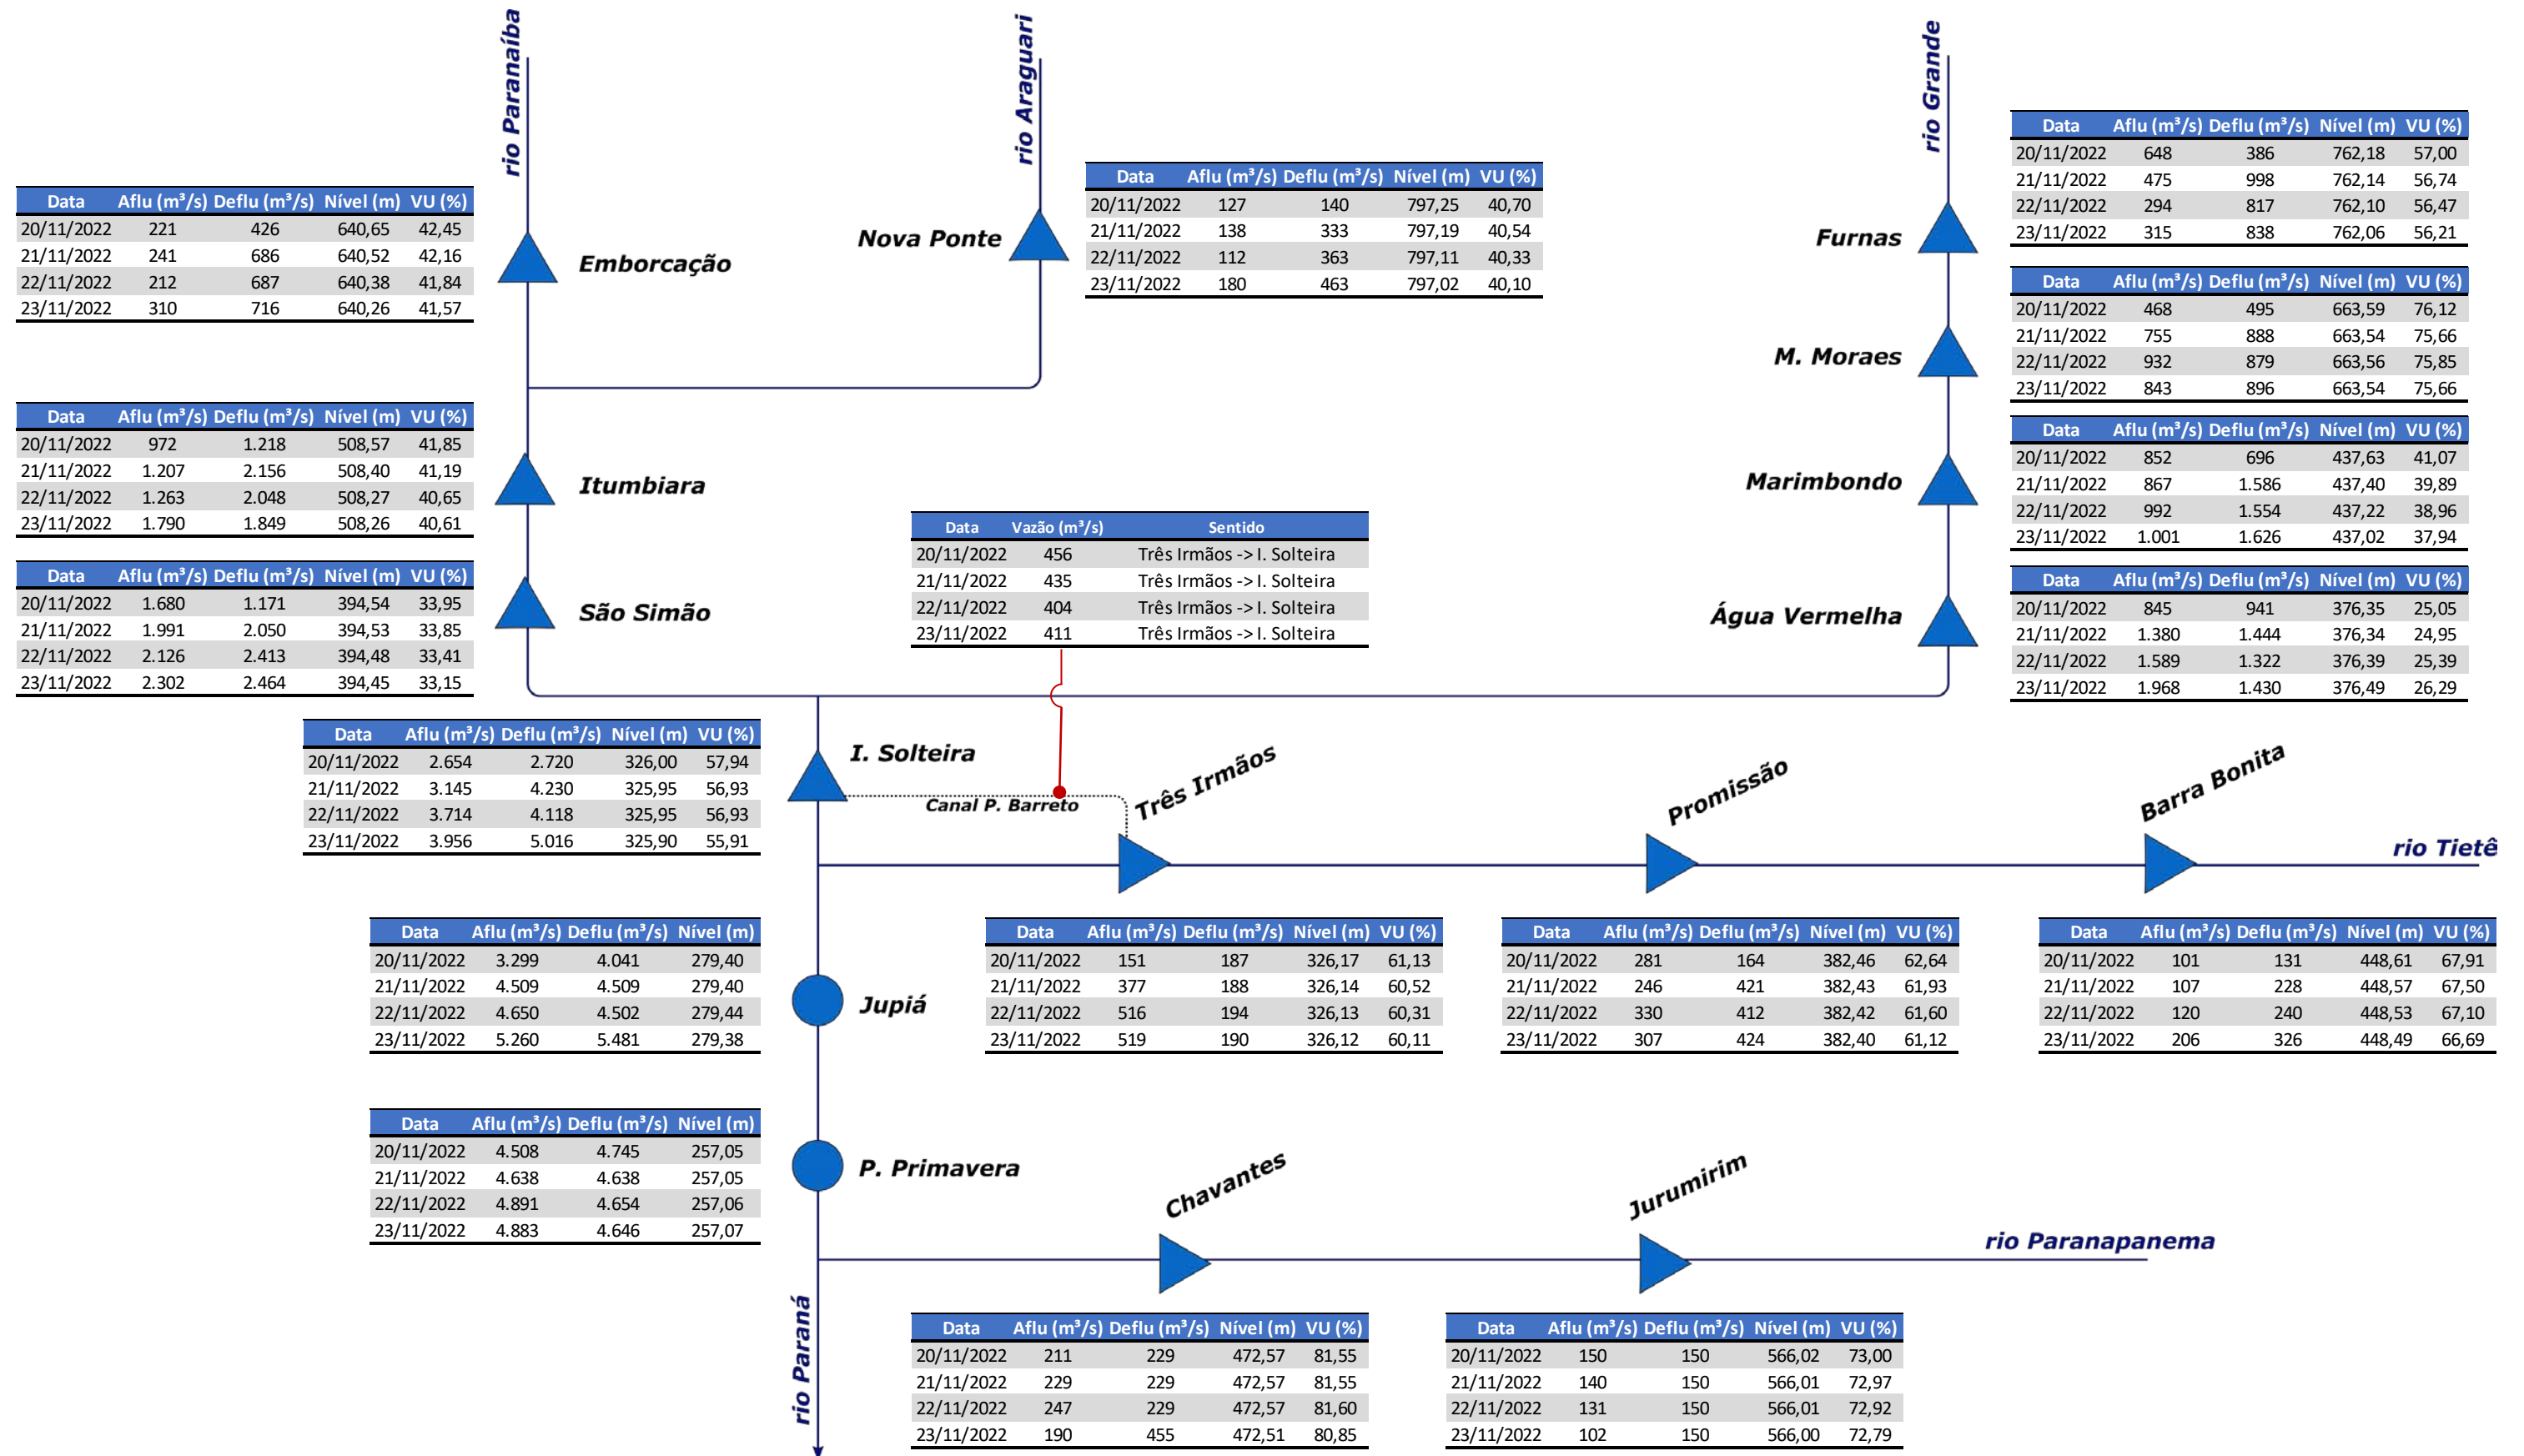 rio Paranaíba
rio Araguari
rio Grande
Data Aflu (m³/s) Deflu (m³/s) Nível (m) VU (%)
20/11/2022 221 426 640,65 42,45
21/11/2022 241 686 640,52 42,16
22/11/2022 212 687 640,38 41,84
23/11/2022 310 716 640,26 41,57
Emborcação
Nova Ponte
Data Aflu (m³/s) Deflu (m³/s) Nível (m) VU (%)
20/11/2022 127 140 797,25 40,70
21/11/2022 138 333 797,19 40,54
22/11/2022 112 363 797,11 40,33
23/11/2022 180 463 797,02 40,10
Furnas
Data Aflu (m³/s) Deflu (m³/s) Nível (m) VU (%)
20/11/2022 648 386 762,18 57,00
21/11/2022 475 998 762,14 56,74
22/11/2022 294 817 762,10 56,47
23/11/2022 315 838 762,06 56,21
M. Moraes
Data Aflu (m³/s) Deflu (m³/s) Nível (m) VU (%)
20/11/2022 468 495 663,59 76,12
21/11/2022 755 888 663,54 75,66
22/11/2022 932 879 663,56 75,85
23/11/2022 843 896 663,54 75,66
Data Aflu (m³/s) Deflu (m³/s) Nível (m) VU (%)
20/11/2022 972 1.218 508,57 41,85
21/11/2022 1.207 2.156 508,40 41,19
22/11/2022 1.263 2.048 508,27 40,65
23/11/2022 1.790 1.849 508,26 40,61
Itumbiara
Marimbondo
Data Aflu (m³/s) Deflu (m³/s) Nível (m) VU (%)
20/11/2022 852 696 437,63 41,07
21/11/2022 867 1.586 437,40 39,89
22/11/2022 992 1.554 437,22 38,96
23/11/2022 1.001 1.626 437,02 37,94
Data Aflu (m³/s) Deflu (m³/s) Nível (m) VU (%)
20/11/2022 1.680 1.171 394,54 33,95
21/11/2022 1.991 2.050 394,53 33,85
22/11/2022 2.126 2.413 394,48 33,41
23/11/2022 2.302 2.464 394,45 33,15
São Simão
Data Vazão (m³/s) Sentido
20/11/2022 456 Três Irmãos -> I. Solteira
21/11/2022 435 Três Irmãos -> I. Solteira
22/11/2022 404 Três Irmãos -> I. Solteira
23/11/2022 411 Três Irmãos -> I. Solteira
Água Vermelha
Data Aflu (m³/s) Deflu (m³/s) Nível (m) VU (%)
20/11/2022 845 941 376,35 25,05
21/11/2022 1.380 1.444 376,34 24,95
22/11/2022 1.589 1.322 376,39 25,39
23/11/2022 1.968 1.430 376,49 26,29
Data Aflu (m³/s) Deflu (m³/s) Nível (m) VU (%)
20/11/2022 2.654 2.720 326,00 57,94
21/11/2022 3.145 4.230 325,95 56,93
22/11/2022 3.714 4.118 325,95 56,93
23/11/2022 3.956 5.016 325,90 55,91
I. Solteira
Canal P. Barreto
Três Irmãos
Promissão
Barra Bonita
rio Tietê
Data Aflu (m³/s) Deflu (m³/s) Nível (m)
20/11/2022 3.299 4.041 279,40
21/11/2022 4.509 4.509 279,40
22/11/2022 4.650 4.502 279,44
23/11/2022 5.260 5.481 279,38
Jupiá
Data Aflu (m³/s) Deflu (m³/s) Nível (m) VU (%)
20/11/2022 151 187 326,17 61,13
21/11/2022 377 188 326,14 60,52
22/11/2022 516 194 326,13 60,31
23/11/2022 519 190 326,12 60,11
Data Aflu (m³/s) Deflu (m³/s) Nível (m) VU (%)
20/11/2022 281 164 382,46 62,64
21/11/2022 246 421 382,43 61,93
22/11/2022 330 412 382,42 61,60
23/11/2022 307 424 382,40 61,12
Data Aflu (m³/s) Deflu (m³/s) Nível (m) VU (%)
20/11/2022 101 131 448,61 67,91
21/11/2022 107 228 448,57 67,50
22/11/2022 120 240 448,53 67,10
23/11/2022 206 326 448,49 66,69
Data Aflu (m³/s) Deflu (m³/s) Nível (m)
20/11/2022 4.508 4.745 257,05
21/11/2022 4.638 4.638 257,05
22/11/2022 4.891 4.654 257,06
23/11/2022 4.883 4.646 257,07
P. Primavera
Chavantes
Jurumirim
rio Paranapanema
rio Paraná
Data Aflu (m³/s) Deflu (m³/s) Nível (m) VU (%)
20/11/2022 211 229 472,57 81,55
21/11/2022 229 229 472,57 81,55
22/11/2022 247 229 472,57 81,60
23/11/2022 190 455 472,51 80,85
Data Aflu (m³/s) Deflu (m³/s) Nível (m) VU (%)
20/11/2022 150 150 566,02 73,00
21/11/2022 140 150 566,01 72,97
22/11/2022 131 150 566,01 72,92
23/11/2022 102 150 566,00 72,79